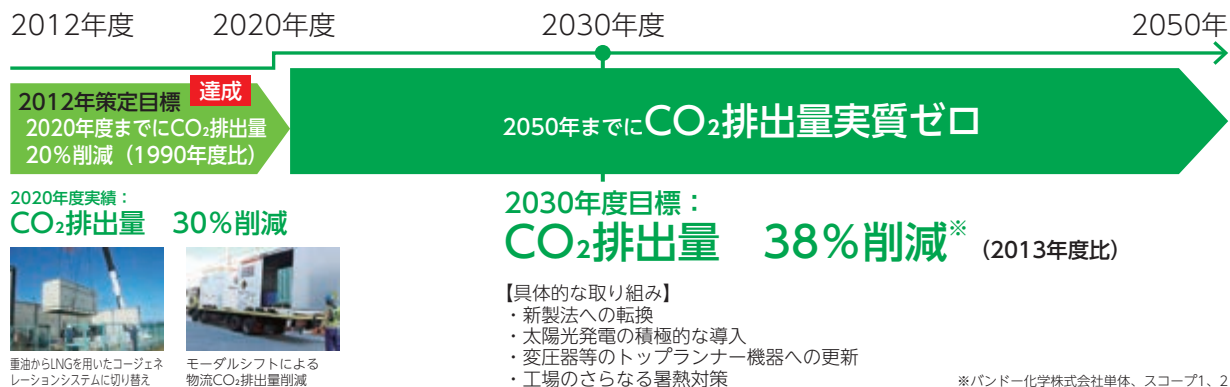 2012年度
2020年度
2030年度
2050年
2012年策定目標
達成
2020年度までにCO₂排出量
20%削減（1990年度比）
2050年までにCO₂排出量実質ゼロ
2020年度実績：
CO₂排出量 30%削減
重油からLNGを用いたコージェネ
レーションシステムに切り替え
モーダルシフトによる
物流CO₂排出量削減
2030年度目標：
CO₂排出量 38%削減※ （2013年度比）
【具体的な取り組み】
・新製法への転換
・太陽光発電の積極的な導入
・変圧器等のトップランナー機器への更新
・工場のさらなる暑熱対策
※バンドー化学株式会社単体、スコープ1、2